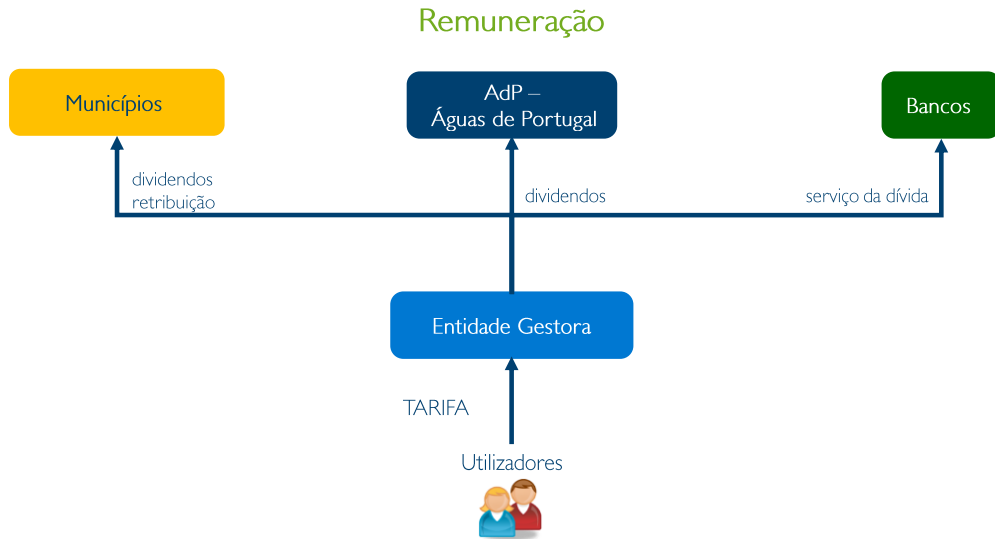 Remuneração
Municípios
AdP –
Águas de Portugal
Bancos
dividendos
retribuição
dividendos
serviço da dívida
Entidade Gestora
TARIFA
Utilizadores